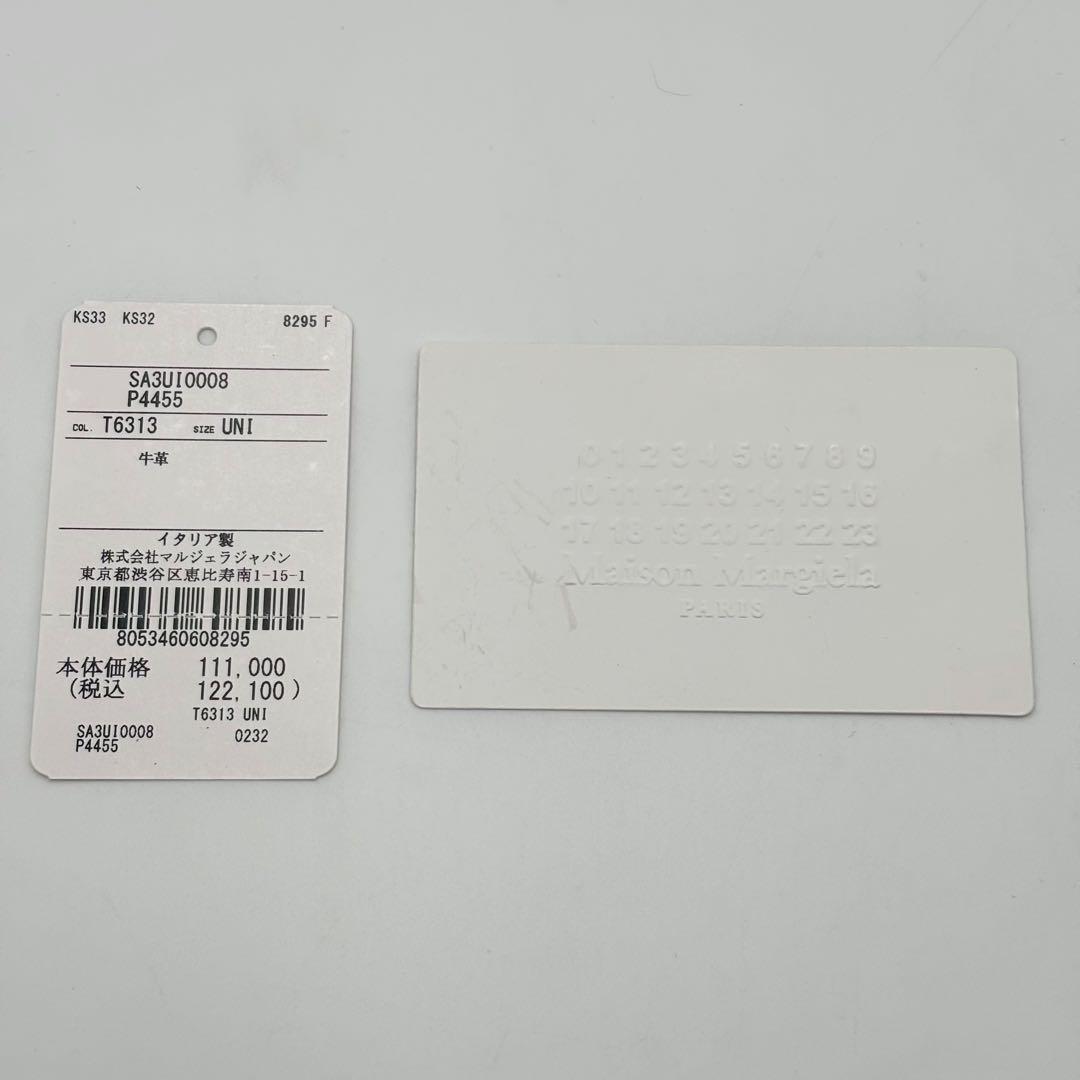 KS33 KS32 8295 F
SA3UI0008
P4455
COL. T6313 SIZE UNI
牛革
イタリア製
株式会社マルジェラジャパン
東京都渋谷区恵比寿南1-15-1
8053460608295
本体価格 111,000
(税込 122,100)
T6313 UNI
SA3UI0008 0232
P4455
0 1 2 3 4 5 6 7 8 9
10 11 12 13 14 15 16
17 18 19 20 21 22 23
Maison Margiela
PARIS